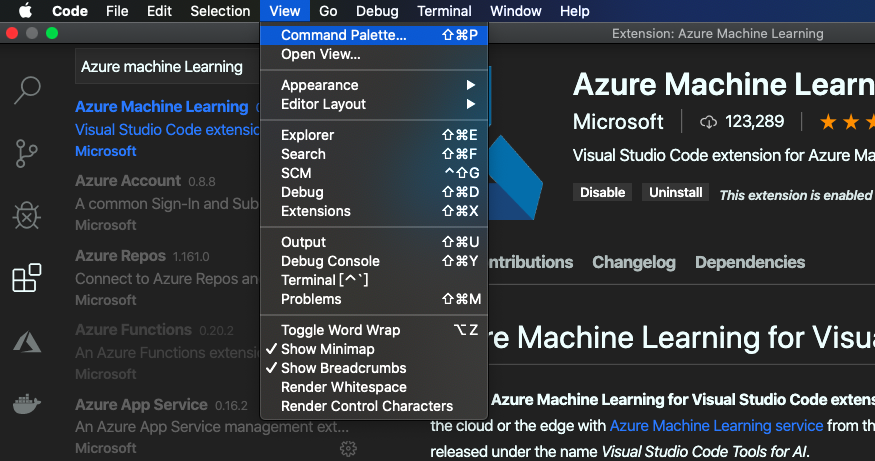 Code File Edit Selection View Go Debug Terminal Window Help
Extension: Azure Machine Learning
Azure machine Learning
Azure Machine Learning
Visual Studio Code extensio
Microsoft
Azure Account 0.8.8
A common Sign-In and Sub
Microsoft
Azure Repos 1.161.0
Connect to Azure Repos an
Microsoft
Azure Functions 0.20.2
An Azure Functions extensi
Microsoft
Azure App Service 0.16.2
An Azure App Service management ext...
Microsoft
Command Palette... ⇧⌘P
Open View...
Appearance ▶
Editor Layout ▶
Explorer ⇧⌘E
Search ⇧⌘F
SCM ^⇧G
Debug ⇧⌘D
Extensions ⇧⌘X
Output ⇧⌘U
Debug Console ⇧⌘Y
Terminal [^`]
Problems ⇧⌘M
Toggle Word Wrap ⌥Z
✓ Show Minimap
✓ Show Breadcrumbs
Render Whitespace
Render Control Characters
Azure Machine Learn
Microsoft 123,289 ★ ★ ★
Visual Studio Code extension for Azure Ma
Disable Uninstall This extension is enabled
ntributions Changelog Dependencies
re Machine Learning for Visua
Azure Machine Learning for Visual Studio Code extens
the cloud or the edge with Azure Machine Learning service from th
released under the name Visual Studio Code Tools for AI.